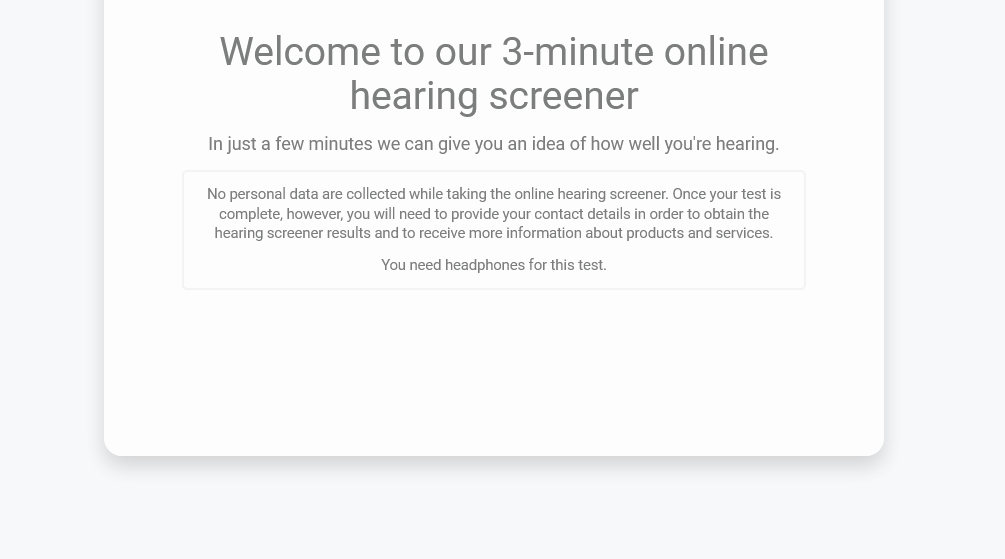 Welcome to our 3-minute online
hearing screener
In just a few minutes we can give you an idea of how well you're hearing.
No personal data are collected while taking the online hearing screener. Once your test is
complete, however, you will need to provide your contact details in order to obtain the
hearing screener results and to receive more information about products and services.
You need headphones for this test.